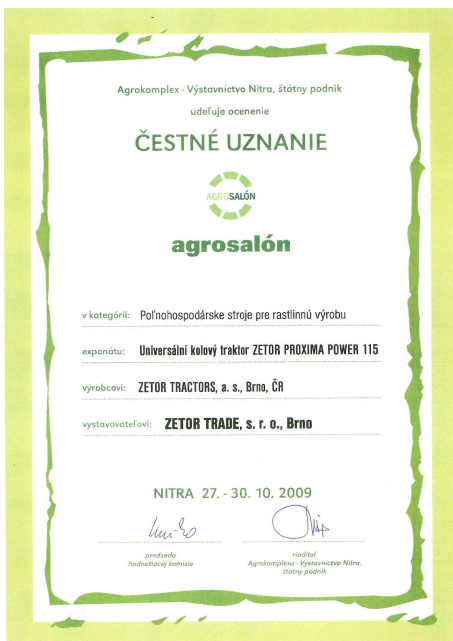 Agrokomplex - Výstavníctvo Nitra, štátny podnik
udeľuje ocenenie
ČESTNÉ UZNANIE
AGROSALÓN
agrosalón
v kategórii: Poľnohospodárske stroje pre rastlinnú výrobu
exponátu: Universální kolový traktor ZETOR PROXIMA POWER 115
výrobcovi: ZETOR TRACTORS, a. s., Brno, ČR
vystavovateľovi: ZETOR TRADE, s. r. o., Brno
NITRA 27. - 30. 10. 2009
predseda
hodnotiacej komisie
riaditeľ
Agrokomplexu - Výstavníctvo Nitra,
štátny podnik